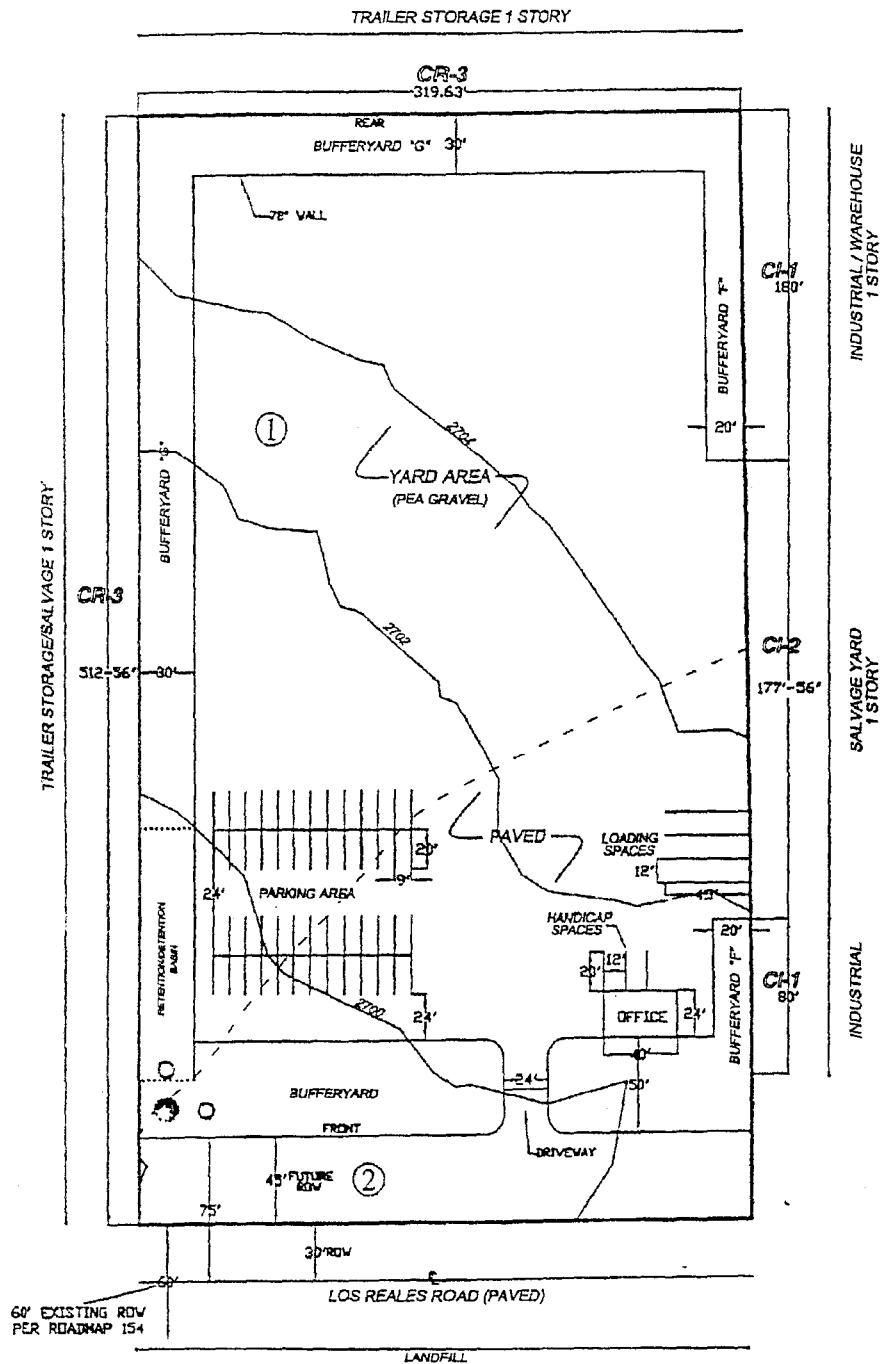 TRAILER STORAGE 1 STORY
CR-3
319.63'
REAR
BUFFERYARD "G" 30'
78" WALL
CI-1
180'
INDUSTRIAL / WAREHOUSE
1 STORY
BUFFERYARD "F"
20'
①
2704
YARD AREA
(PEA GRAVEL)
BUFFERYARD "G"
TRAILER STORAGE/SALVAGE 1 STORY
CR-3
512-56"
30'
2702
CI-2
177'-56"
SALVAGE YARD
1 STORY
PAVED
LOADING
SPACES
12'
45'
20'
9'
24'
PARKING AREA
RETENTION/DETENTION
BASIN
HANDICAP
SPACES
20'
12'
20'
BUFFERYARD "F"
CI-1
80'
INDUSTRIAL
2700
24'
OFFICE
24'
40'
24'
50'
BUFFERYARD
FRONT
DRIVEWAY
45' FUTURE
ROW
②
75'
30'ROW
60'
60' EXISTING ROW
PER ROADMAP 154
LOS REALES ROAD (PAVED)
LANDFILL